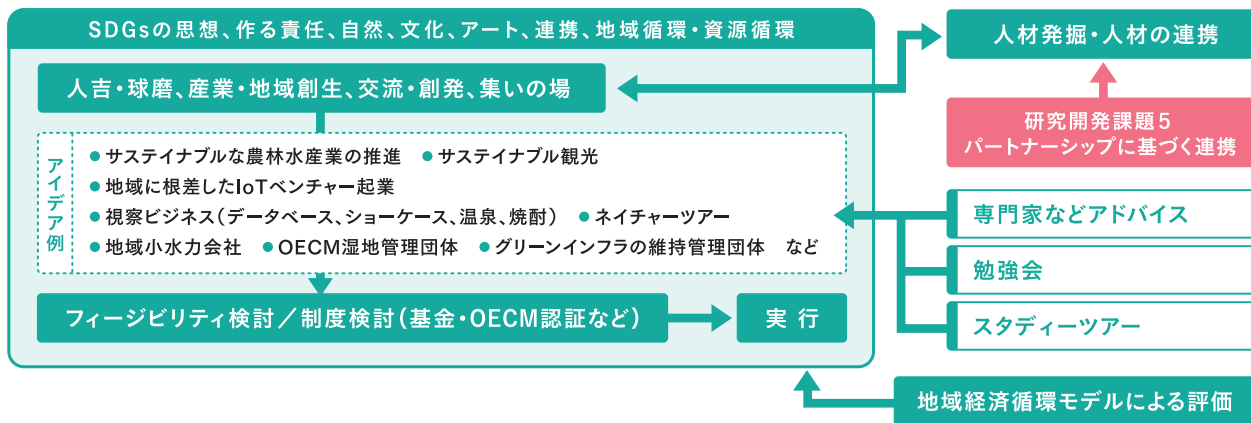 SDGsの思想、作る責任、自然、文化、アート、連携、地域循環・資源循環
人吉・球磨、産業・地域創生、交流・創発、集いの場
アイデア例
●サステイナブルな農林水産業の推進　●サステイナブル観光
●地域に根差したIoTベンチャー起業
●視察ビジネス(データベース、ショーケース、温泉、焼酎)　●ネイチャーツアー
●地域小水力会社　●OECM湿地管理団体　●グリーンインフラの維持管理団体　など
フィージビリティ検討／制度検討(基金・OECM認証など)
実行
人材発掘・人材の連携
研究開発課題5
パートナーシップに基づく連携
専門家などアドバイス
勉強会
スタディーツアー
地域経済循環モデルによる評価